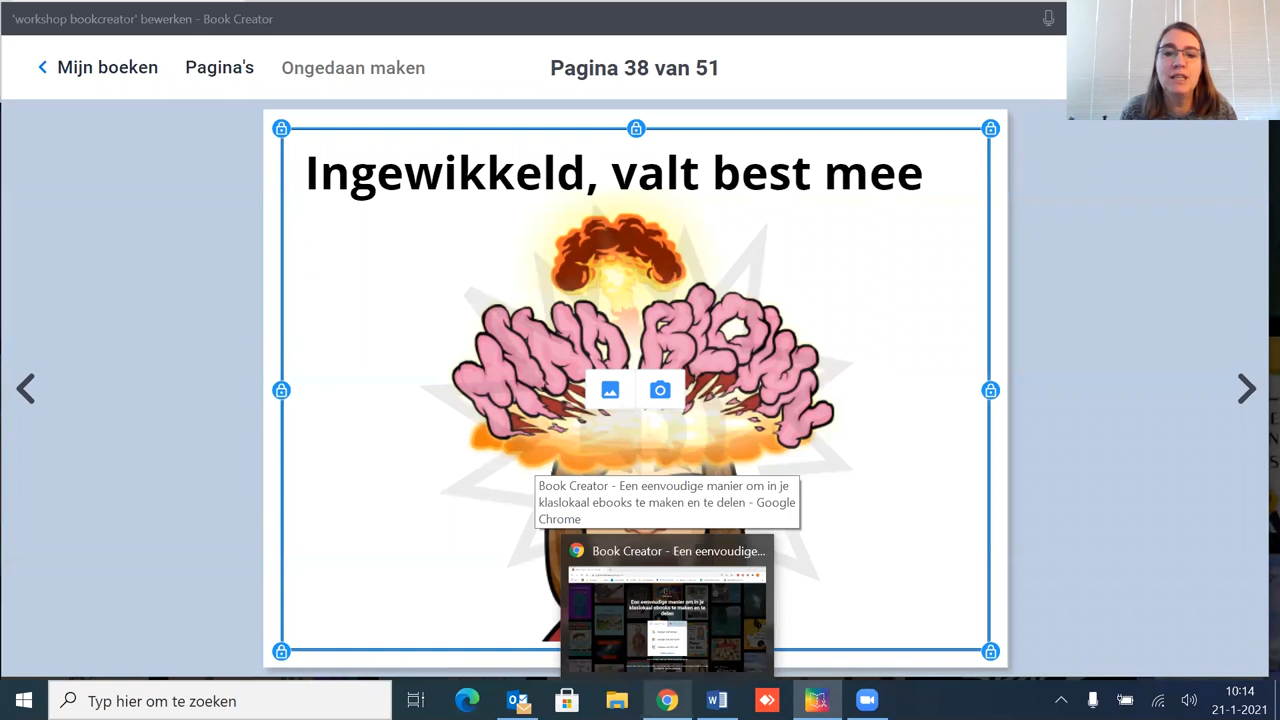 'workshop bookcreator' bewerken - Book Creator
Mijn boeken
Pagina's
Ongedaan maken
Pagina 38 van 51
Ingewikkeld, valt best mee
MIND BLOWN
Book Creator - Een eenvoudige manier om in je
klaslokaal ebooks te maken en te delen - Google
Chrome
Book Creator - Een eenvoudige...
Een eenvoudige manier om in je
klaslokaal ebooks te maken en te
delen
Typ hier om te zoeken
10:14
21-1-2021